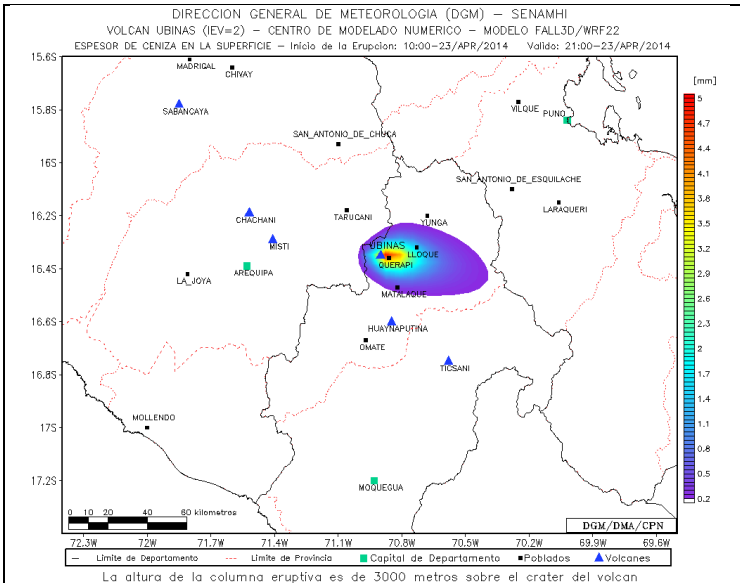 DIRECCION GENERAL DE METEOROLOGIA (DGM) - SENAMHI
VOLCAN UBINAS (IEV=2) - CENTRO DE MODELADO NUMERICO - MODELO FALL3D/WRF22
ESPESOR DE CENIZA EN LA SUPERFICIE - Inicio de la Erupcion: 10:00-23/APR/2014 Valido: 21:00-23/APR/2014
15.6S
15.8S
16S
16.2S
16.4S
16.6S
16.8S
17S
17.2S
MADRIGAL
CHIVAY
SABANCAYA
VILQUE
PUNO
SAN_ANTONIO_DE_CHUCA
SAN_ANTONIO_DE_ESQUILACHE
LARAQUERI
CHACHANI
TARUCANI
YUNGA
MISTI
UBINAS
LLOQUE
QUERAPI
AREQUIPA
LA_JOYA
MATALAQUE
HUAYNAPUTINA
OMATE
TICSANI
MOLLENDO
MOQUEGUA
0 10 20 40 60 kilometros
DGM/DMA/CPN
72.3W 72W 71.7W 71.4W 71.1W 70.8W 70.5W 70.2W 69.9W 69.6W
[mm]
5
4.7
4.4
4.1
3.8
3.5
3.2
2.9
2.6
2.3
2
1.7
1.4
1.1
0.8
0.5
0.2
Limite de Departamento Limite de Provincia Capital de Departamento Poblados Volcanes
La altura de la columna eruptiva es de 3000 metros sobre el crater del volcan